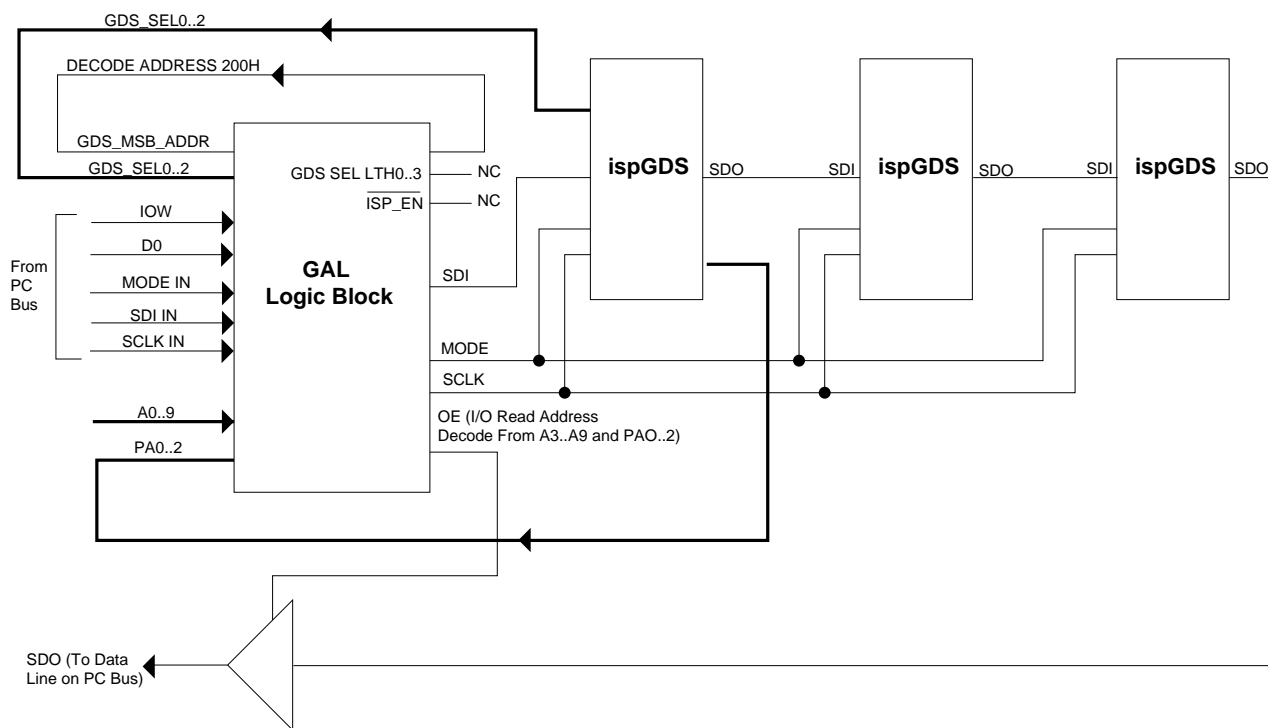 GDS_SEL0..2
DECODE ADDRESS 200H
GDS_MSB_ADDR
GDS_SEL0..2
GDS SEL LTH0..3
NC
ISP_EN
NC
ispGDS
SDO
SDI
ispGDS
SDO
SDI
ispGDS
SDO
From
PC
Bus
IOW
D0
MODE IN
SDI IN
SCLK IN
GAL
Logic Block
SDI
MODE
SCLK
A0..9
PA0..2
OE (I/O Read Address
Decode From A3..A9 and PAO..2)
SDO (To Data
Line on PC Bus)